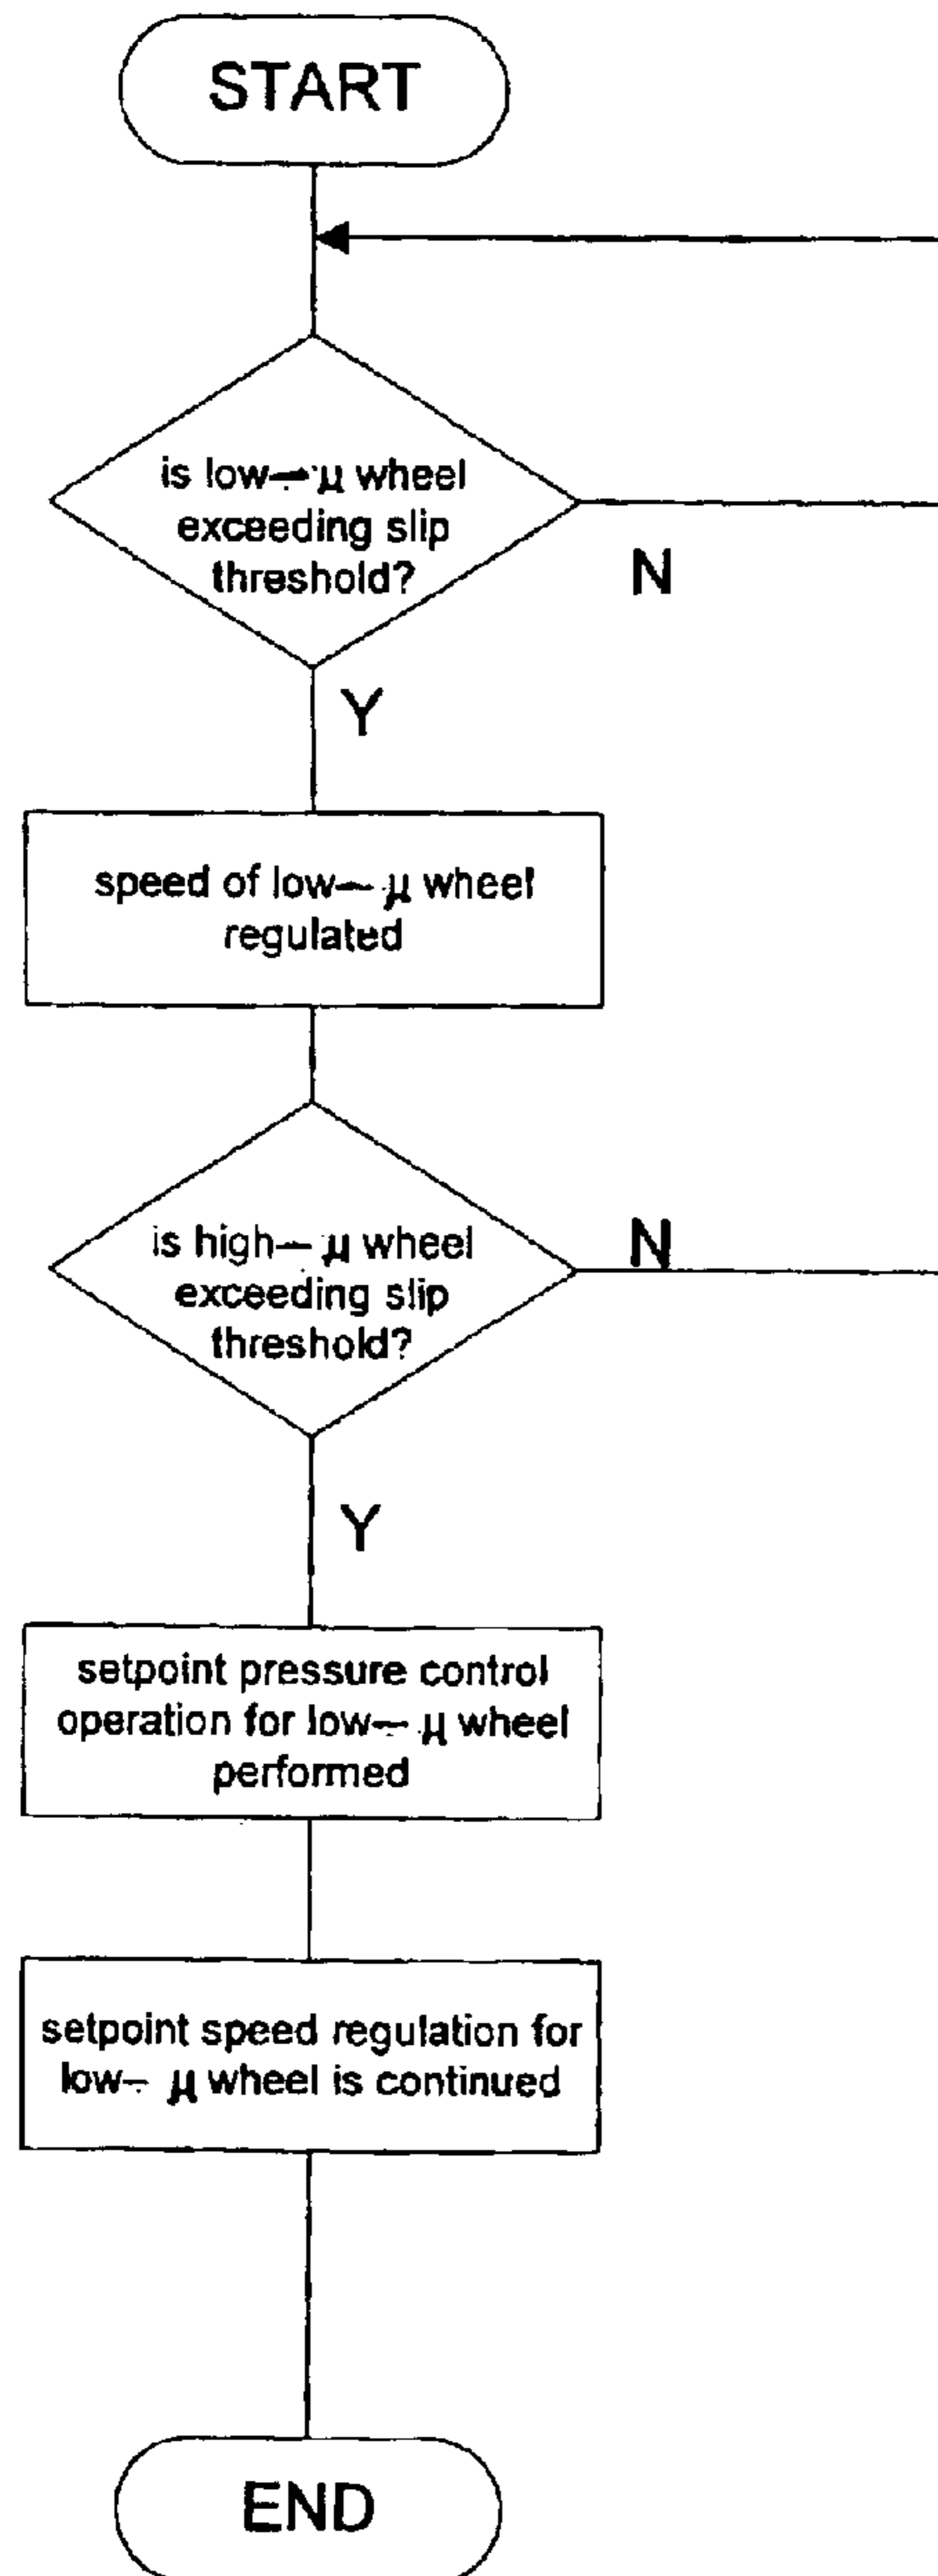 START
is low-μ wheel
exceeding slip
threshold?
N
Y
speed of low-μ wheel
regulated
is high-μ wheel
exceeding slip
threshold?
N
Y
setpoint pressure control
operation for low-μ wheel
performed
setpoint speed regulation for
low-μ wheel is continued
END